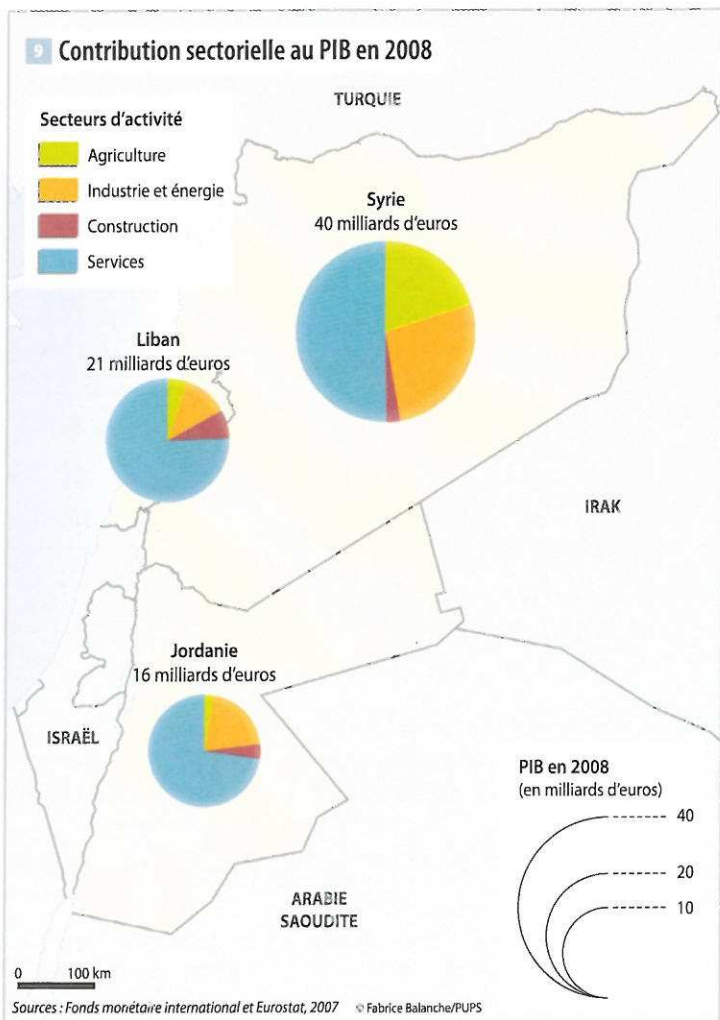 9 Contribution sectorielle au PIB en 2008
TURQUIE
Secteurs d'activité
Agriculture
Industrie et énergie
Construction
Services
Syrie
40 milliards d'euros
Liban
21 milliards d'euros
IRAK
Jordanie
16 milliards d'euros
ISRAËL
PIB en 2008
(en milliards d'euros)
40
20
10
ARABIE
SAOUDITE
0 100 km
Sources : Fonds monétaire international et Eurostat, 2007 © Fabrice Balanche/PUPS